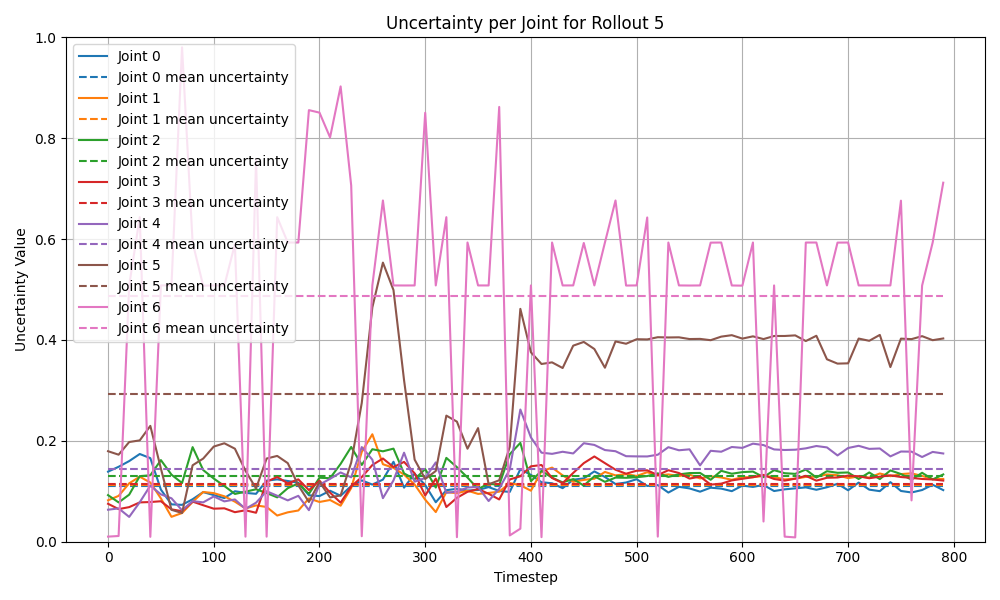 Uncertainty per Joint for Rollout 5
Uncertainty Value
1.0
0.8
0.6
0.4
0.2
0.0
Joint 0
Joint 0 mean uncertainty
Joint 1
Joint 1 mean uncertainty
Joint 2
Joint 2 mean uncertainty
Joint 3
Joint 3 mean uncertainty
Joint 4
Joint 4 mean uncertainty
Joint 5
Joint 5 mean uncertainty
Joint 6
Joint 6 mean uncertainty
0 100 200 300 400 500 600 700 800
Timestep